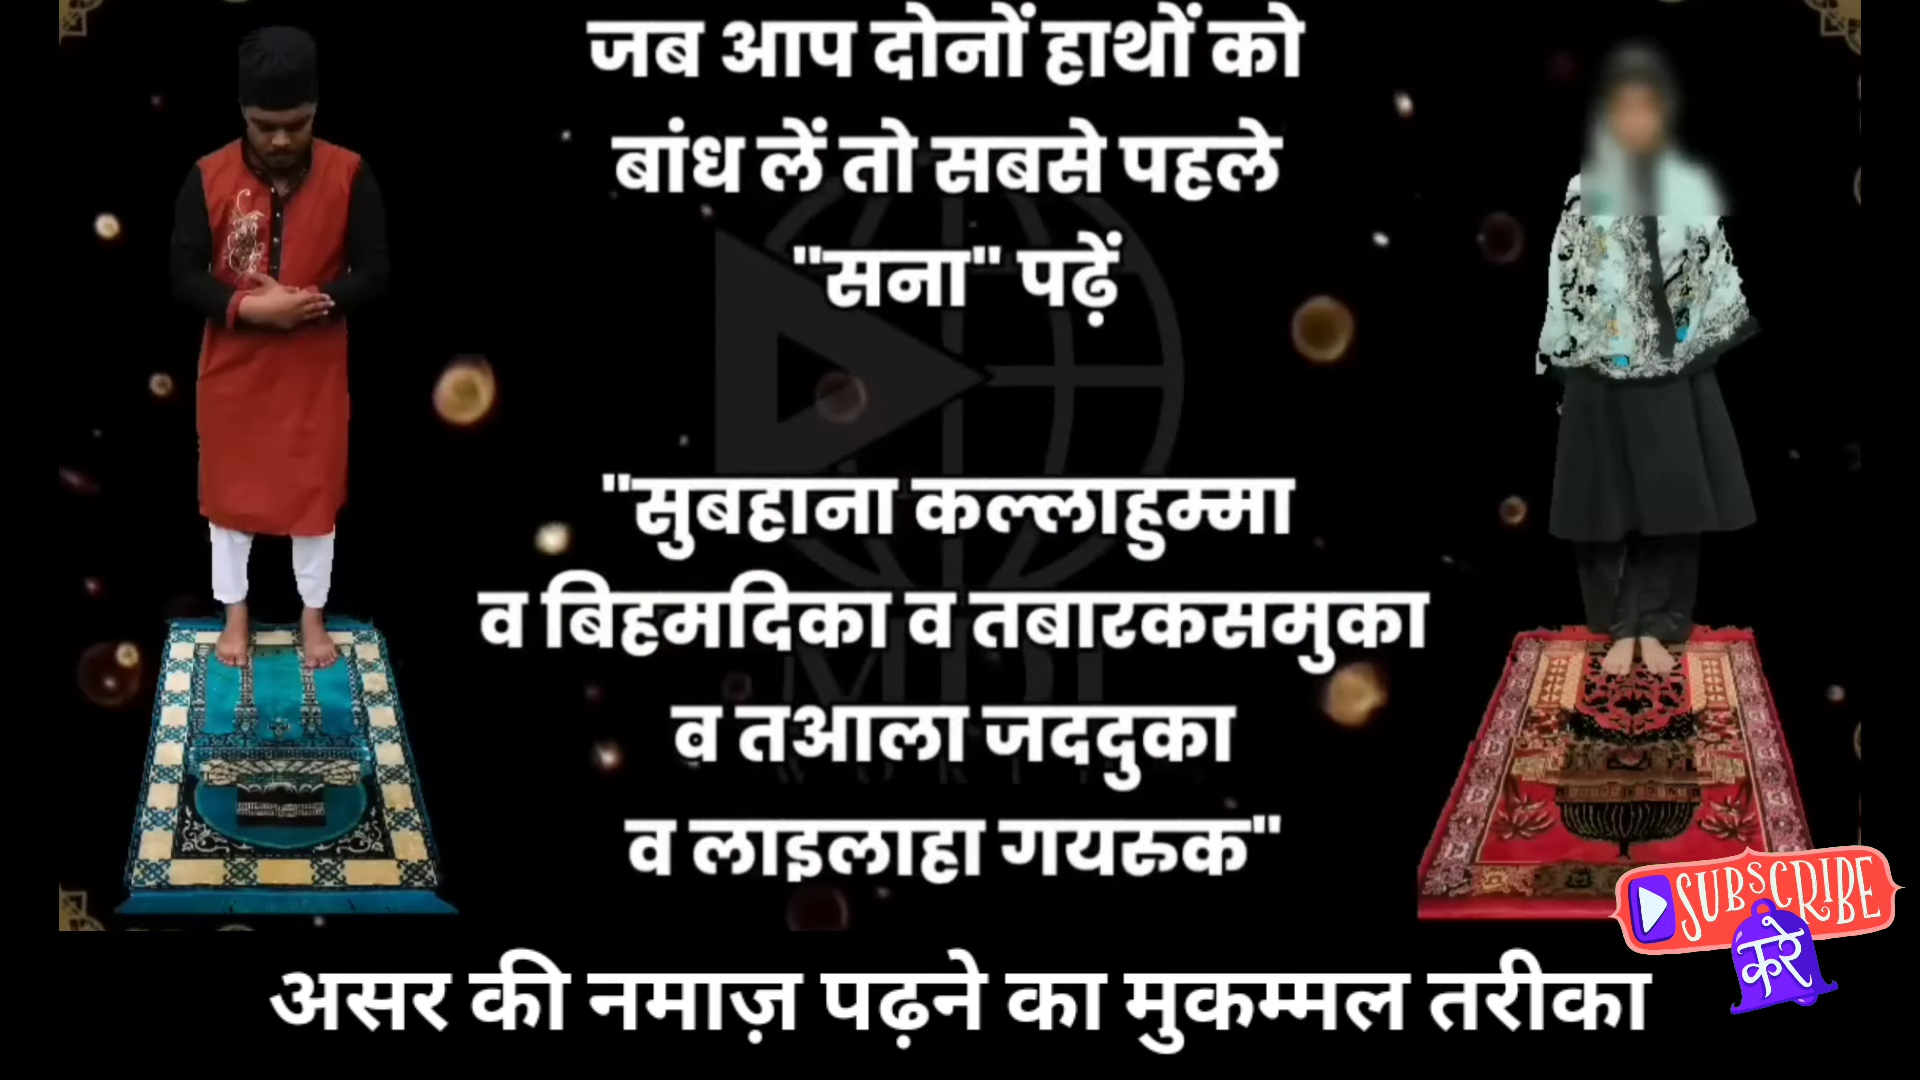 जब आप दोनों हाथों को
बांध लें तो सबसे पहले
"सना" पढ़ें
"सुबहाना कल्लाहुम्मा
व बिहमदिका व तबारकसमुका
व तआला जददुका
व लाइलाहा गयरुक"
MDI
SUBSCRIBE
करे
असर की नमाज़ पढ़ने का मुकम्मल तरीका